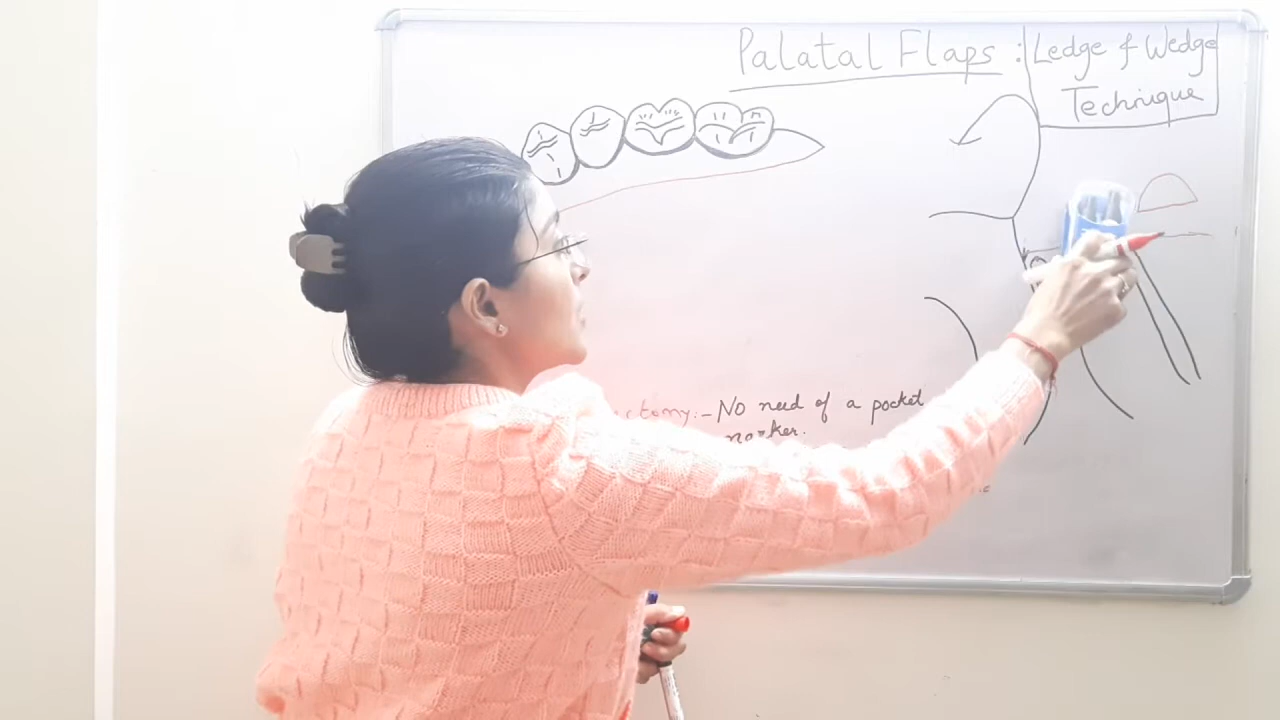 Palatal Flaps : Ledge & Wedge
Technique
ctomy:- No need of a pocket
marker.